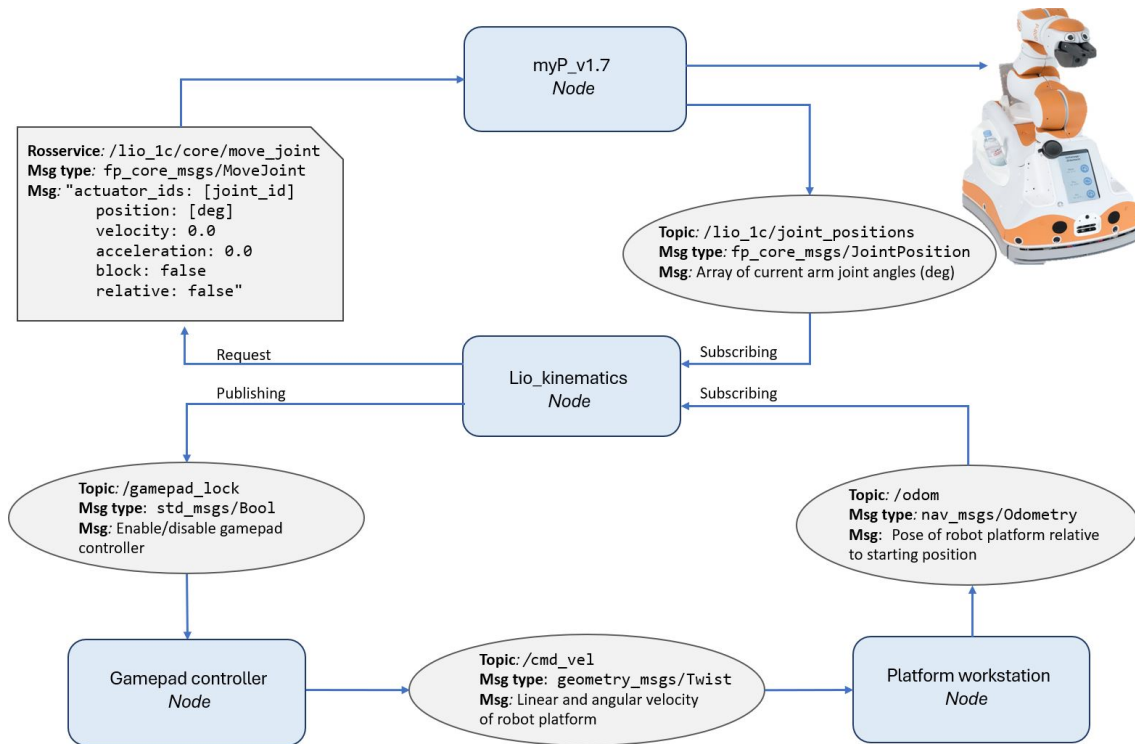 myP_v1.7
Node
Rosservice: /lio_1c/core/move_joint
Msg type: fp_core_msgs/MoveJoint
Msg: "actuator_ids: [joint_id]
position: [deg]
velocity: 0.0
acceleration: 0.0
block: false
relative: false"
Topic: /lio_1c/joint_positions
Msg type: fp_core_msgs/JointPosition
Msg: Array of current arm joint angles (deg)
Request
Subscribing
Lio_kinematics
Node
Publishing
Subscribing
Topic: /gamepad_lock
Msg type: std_msgs/Bool
Msg: Enable/disable gamepad
controller
Topic: /odom
Msg type: nav_msgs/Odometry
Msg: Pose of robot platform relative
to starting position
Gamepad controller
Node
Topic: /cmd_vel
Msg type: geometry_msgs/Twist
Msg: Linear and angular velocity
of robot platform
Platform workstation
Node